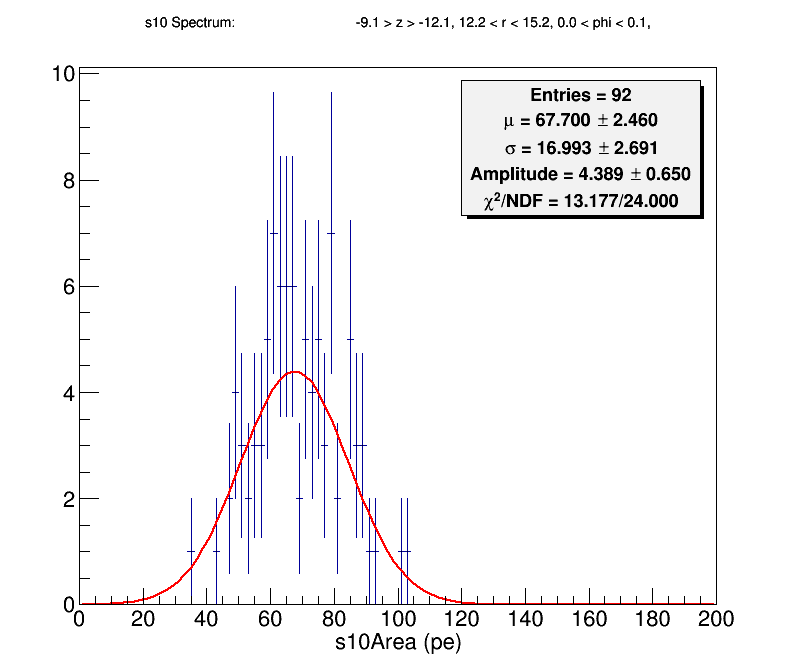 s10 Spectrum: -9.1 > z > -12.1, 12.2 < r < 15.2, 0.0 < phi < 0.1,
Entries = 92
μ = 67.700 ± 2.460
σ = 16.993 ± 2.691
Amplitude = 4.389 ± 0.650
χ²/NDF = 13.177/24.000
10
8
6
4
2
0
0 20 40 60 80 100 120 140 160 180 200
s10Area (pe)